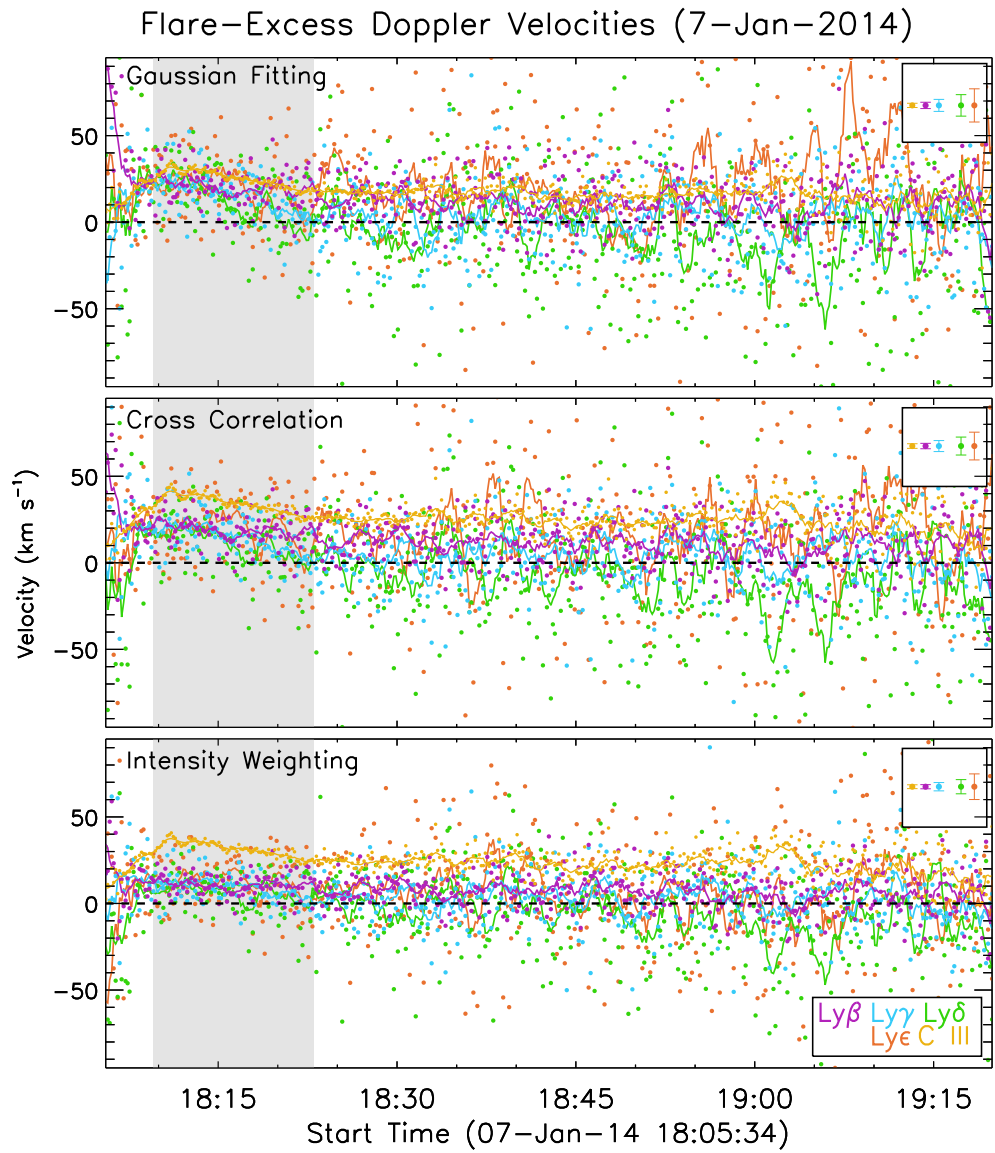 Flare-Excess Doppler Velocities (7-Jan-2014)
Gaussian Fitting
50
0
-50
Cross Correlation
50
0
-50
Velocity (km s⁻¹)
Intensity Weighting
50
0
-50
Lyβ Lyγ Lyδ
Lyϵ C III
18:15 18:30 18:45 19:00 19:15
Start Time (07-Jan-14 18:05:34)